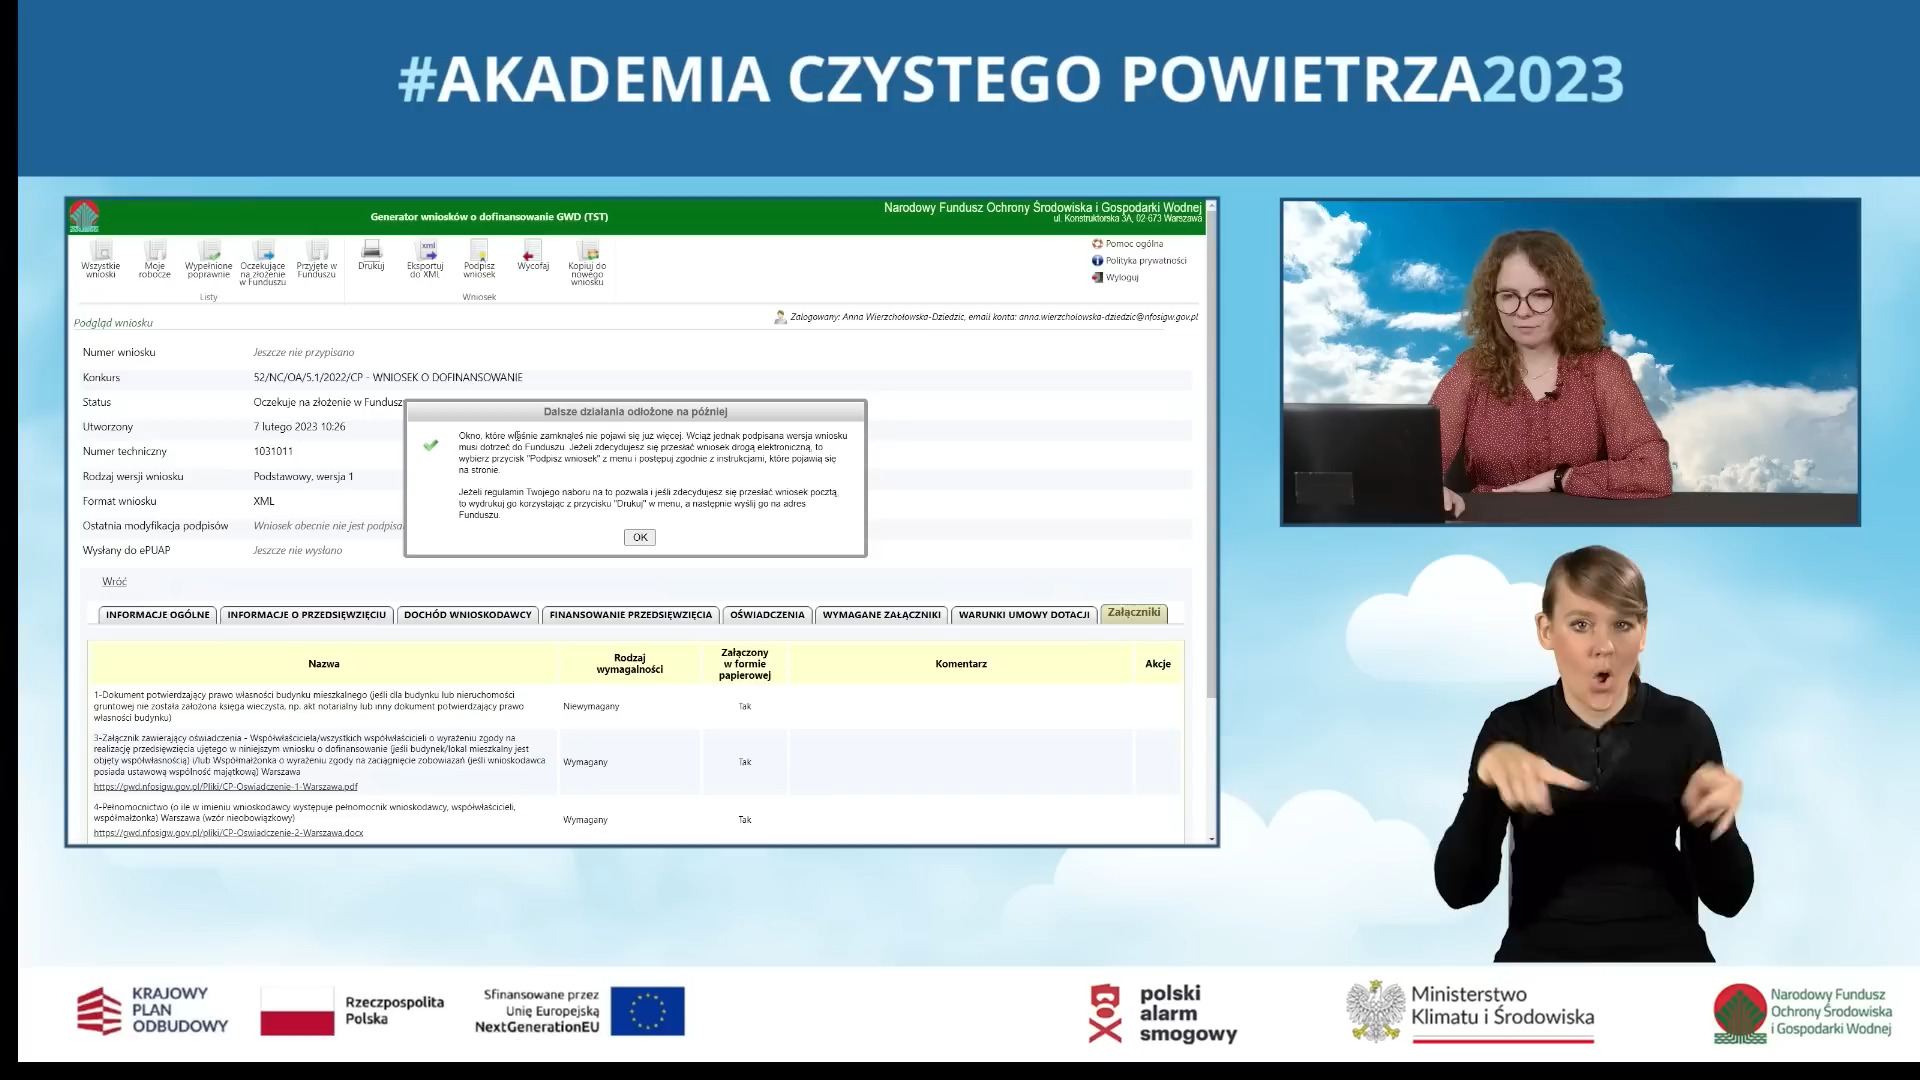 #AKADEMIA CZYSTEGO POWIETRZA2023
Generator wniosków o dofinansowanie GWD (TST)
Narodowy Fundusz Ochrony Środowiska i Gospodarki Wodnej
ul. Konstruktorska 3A, 02-673 Warszawa
Wszystkie wnioski
Moje robocze
Wypełnione poprawnie
Oczekujące na złożenie w Funduszu
Przyjęte w Funduszu
Drukuj
Eksportuj do XML
Podpisz wniosek
Wycofaj
Kopiuj do nowego wniosku
Listy
Wniosek
Pomoc ogólna
Polityka prywatności
Wyloguj
Podgląd wniosku
Zalogowany: Anna Wierzchołowska-Dziedzic, email konta: anna.wierzcholowska-dziedzic@nfosigw.gov.pl
Numer wniosku Jeszcze nie przypisano
Konkurs 52/NC/OA/5.1/2022/CP - WNIOSEK O DOFINANSOWANIE
Status Oczekuje na złożenie w Fundusz
Utworzony 7 lutego 2023 10:26
Numer techniczny 1031011
Rodzaj wersji wniosku Podstawowy, wersja 1
Format wniosku XML
Ostatnia modyfikacja podpisów Wniosek obecnie nie jest podpisa
Wysłany do ePUAP Jeszcze nie wysłano
Dalsze działania odłożone na później
Okno, które właśnie zamknąłeś nie pojawi się już więcej. Wciąż jednak podpisana wersja wniosku
musi dotrzeć do Funduszu. Jeżeli zdecydujesz się przesłać wniosek drogą elektroniczną, to
wybierz przycisk "Podpisz wniosek" z menu i postępuj zgodnie z instrukcjami, które pojawią się
na stronie.
Jeżeli regulamin Twojego naboru na to pozwala i jeśli zdecydujesz się przesłać wniosek pocztą,
to wydrukuj go korzystając z przycisku "Drukuj" w menu, a następnie wyślij go na adres
Funduszu.
OK
Wróć
INFORMACJE OGÓLNE INFORMACJE O PRZEDSIĘWZIĘCIU DOCHÓD WNIOSKODAWCY FINANSOWANIE PRZEDSIĘWZIĘCIA OŚWIADCZENIA WYMAGANE ZAŁĄCZNIKI WARUNKI UMOWY DOTACJI Załączniki
Nazwa
Rodzaj wymagalności
Załączony w formie papierowej
Komentarz
Akcje
1-Dokument potwierdzający prawo własności budynku mieszkalnego (jeśli dla budynku lub nieruchomości
gruntowej nie została założona księga wieczysta, np. akt notarialny lub inny dokument potwierdzający prawo
własności budynku)
Niewymagany
Tak
3-Załącznik zawierający oświadczenia - Współwłaściciela/wszystkich współwłaścicieli o wyrażeniu zgody na
realizację przedsięwzięcia ujętego w niniejszym wniosku o dofinansowanie (jeśli budynek/lokal mieszkalny jest
objęty współwłasnością) i/lub Współmałżonka o wyrażeniu zgody na zaciągnięcie zobowiazań (jeśli wnioskodawca
posiada ustawową wspólność majątkową) Warszawa
https://gwd.nfosigw.gov.pl/Pliki/CP-Oswiadczenie-1-Warszawa.pdf
Wymagany
Tak
4-Pełnomocnictwo (o ile w imieniu wnioskodawcy występuje pełnomocnik wnioskodawcy, współwłaścicieli,
współmałżonka) Warszawa (wzór nieobowiązkowy)
https://gwd.nfosigw.gov.pl/pliki/CP-Oswiadczenie-2-Warszawa.docx
Wymagany
Tak
KRAJOWY
PLAN
ODBUDOWY
Rzeczpospolita
Polska
Sfinansowane przez
Unię Europejską
NextGenerationEU
polski
alarm
smogowy
Ministerstwo
Klimatu i Środowiska
Narodowy Fundusz
Ochrony Środowiska
i Gospodarki Wodnej